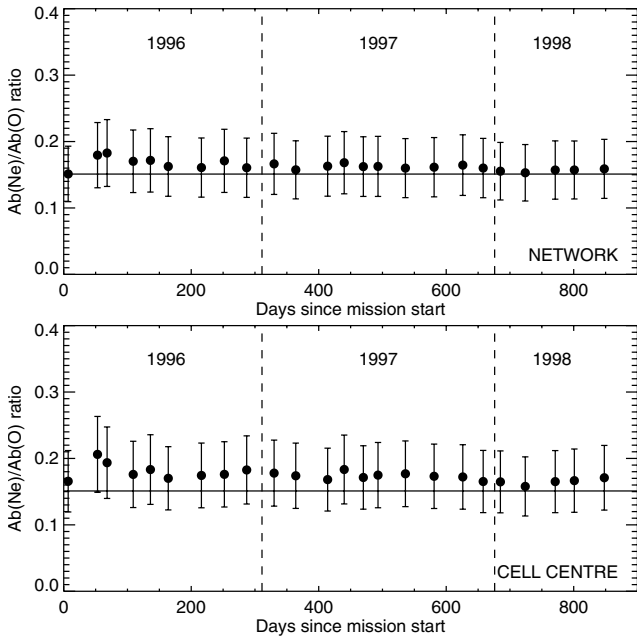 0.4
1996 1997 1998
0.3
Ab(Ne)/Ab(O) ratio
0.2
0.1
NETWORK
0.0
0 200 400 600 800
Days since mission start
0.4
1996 1997 1998
0.3
Ab(Ne)/Ab(O) ratio
0.2
0.1
CELL CENTRE
0.0
0 200 400 600 800
Days since mission start